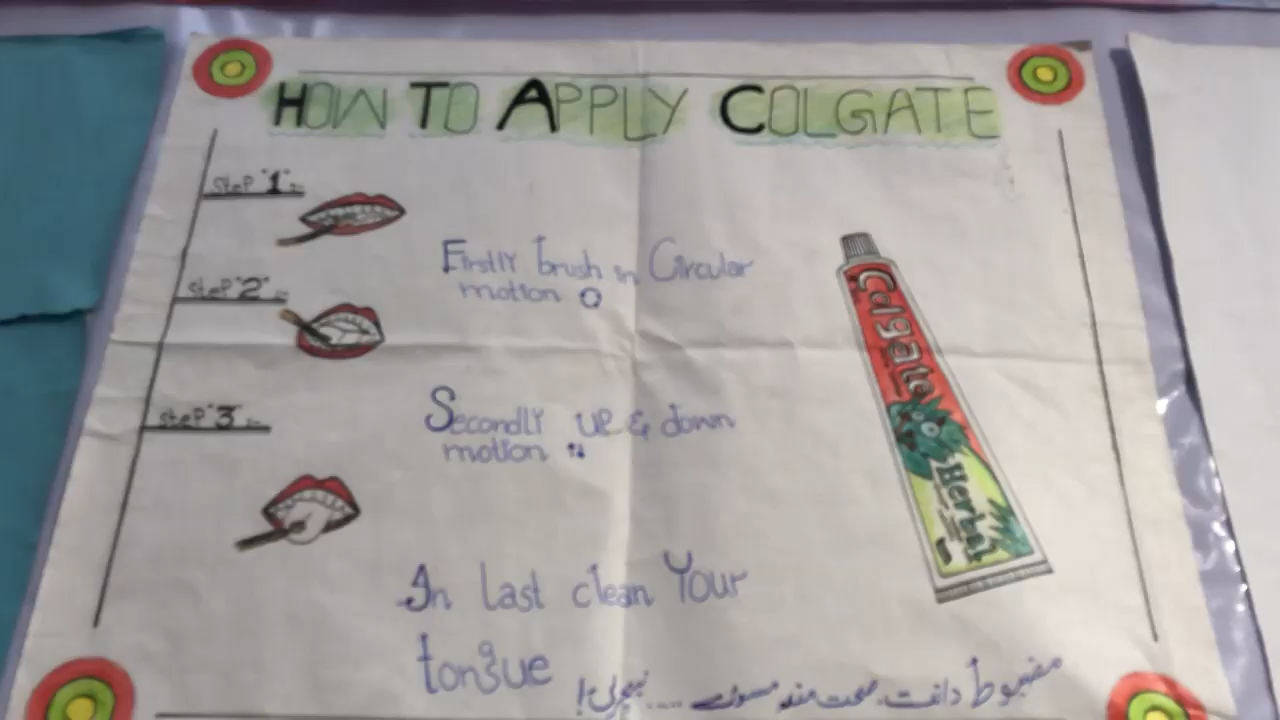 HOW TO APPLY COLGATE
SteP "1":-
Firstly brush in Circular
motion
SteP "2":-
Secondly UP & down
motion
SteP "3":-
In last clean Your
tongue
Colgate
Herbal
مضبوط دانت، صحت مند مسوڑے